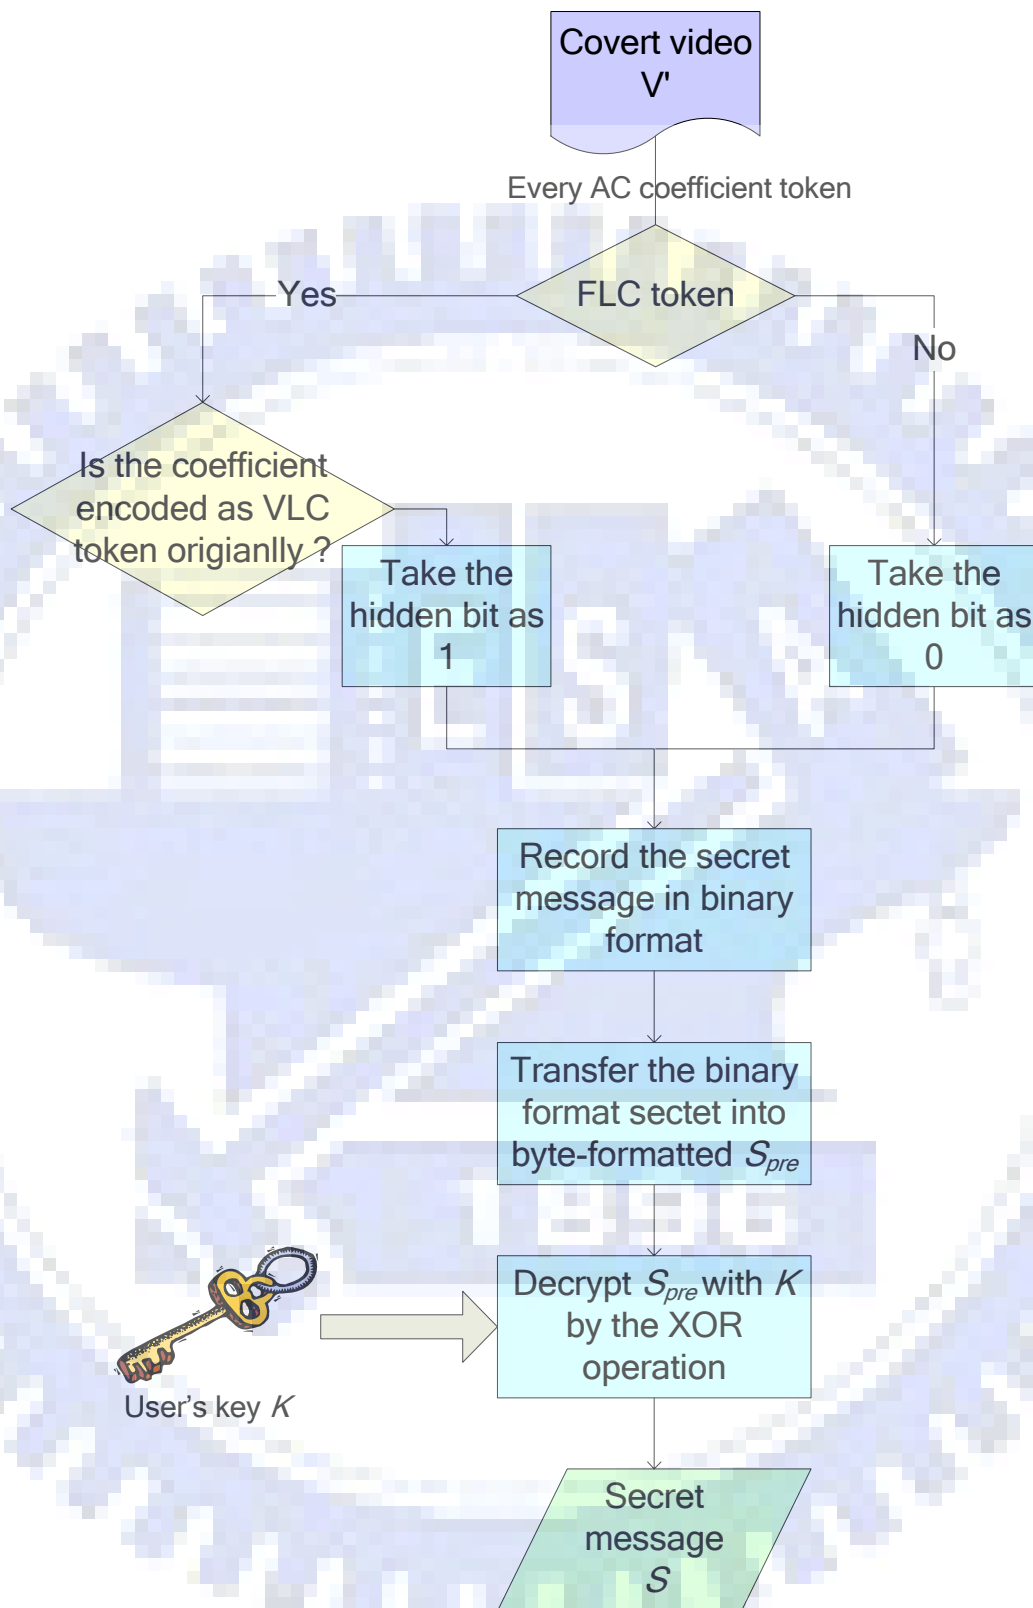 Covert video
V'
Every AC coefficient token
FLC token
Yes
No
Is the coefficient
encoded as VLC
token origianlly ?
Take the
hidden bit as
1
Take the
hidden bit as
0
Record the secret
message in binary
format
Transfer the binary
format sectet into
byte-formatted Spre
Decrypt Spre with K
by the XOR
operation
User's key K
Secret
message
S
1896